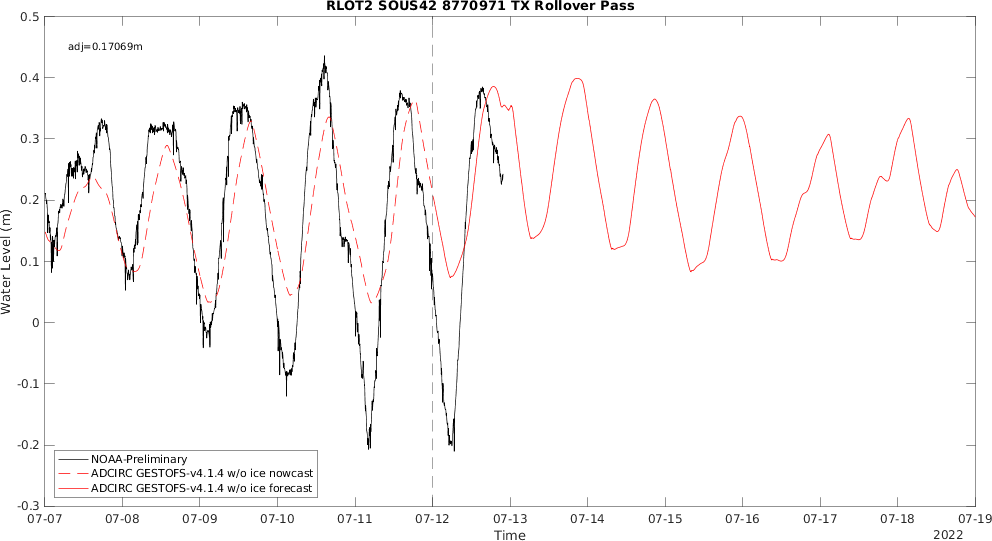 RLOT2 SOUS42 8770971 TX Rollover Pass
adj=0.17069m
0.5
0.4
0.3
0.2
0.1
0
-0.1
-0.2
-0.3
Water Level (m)
NOAA-Preliminary
ADCIRC GESTOFS-v4.1.4 w/o ice nowcast
ADCIRC GESTOFS-v4.1.4 w/o ice forecast
07-07 07-08 07-09 07-10 07-11 07-12 07-13 07-14 07-15 07-16 07-17 07-18 07-19
Time
2022